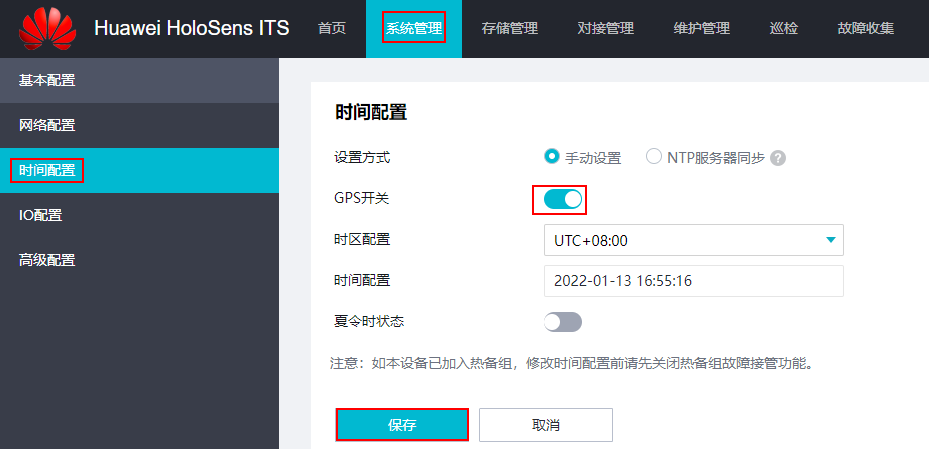 Huawei HoloSens ITS 首页 系统管理 存储管理 对接管理 维护管理 巡检 故障收集
基本配置
网络配置
时间配置
IO配置
高级配置
时间配置
设置方式 手动设置 NTP服务器同步 ?
GPS开关
时区配置 UTC+08:00
时间配置 2022-01-13 16:55:16
夏令时状态
注意：如本设备已加入热备组，修改时间配置前请先关闭热备组故障接管功能。
保存 取消